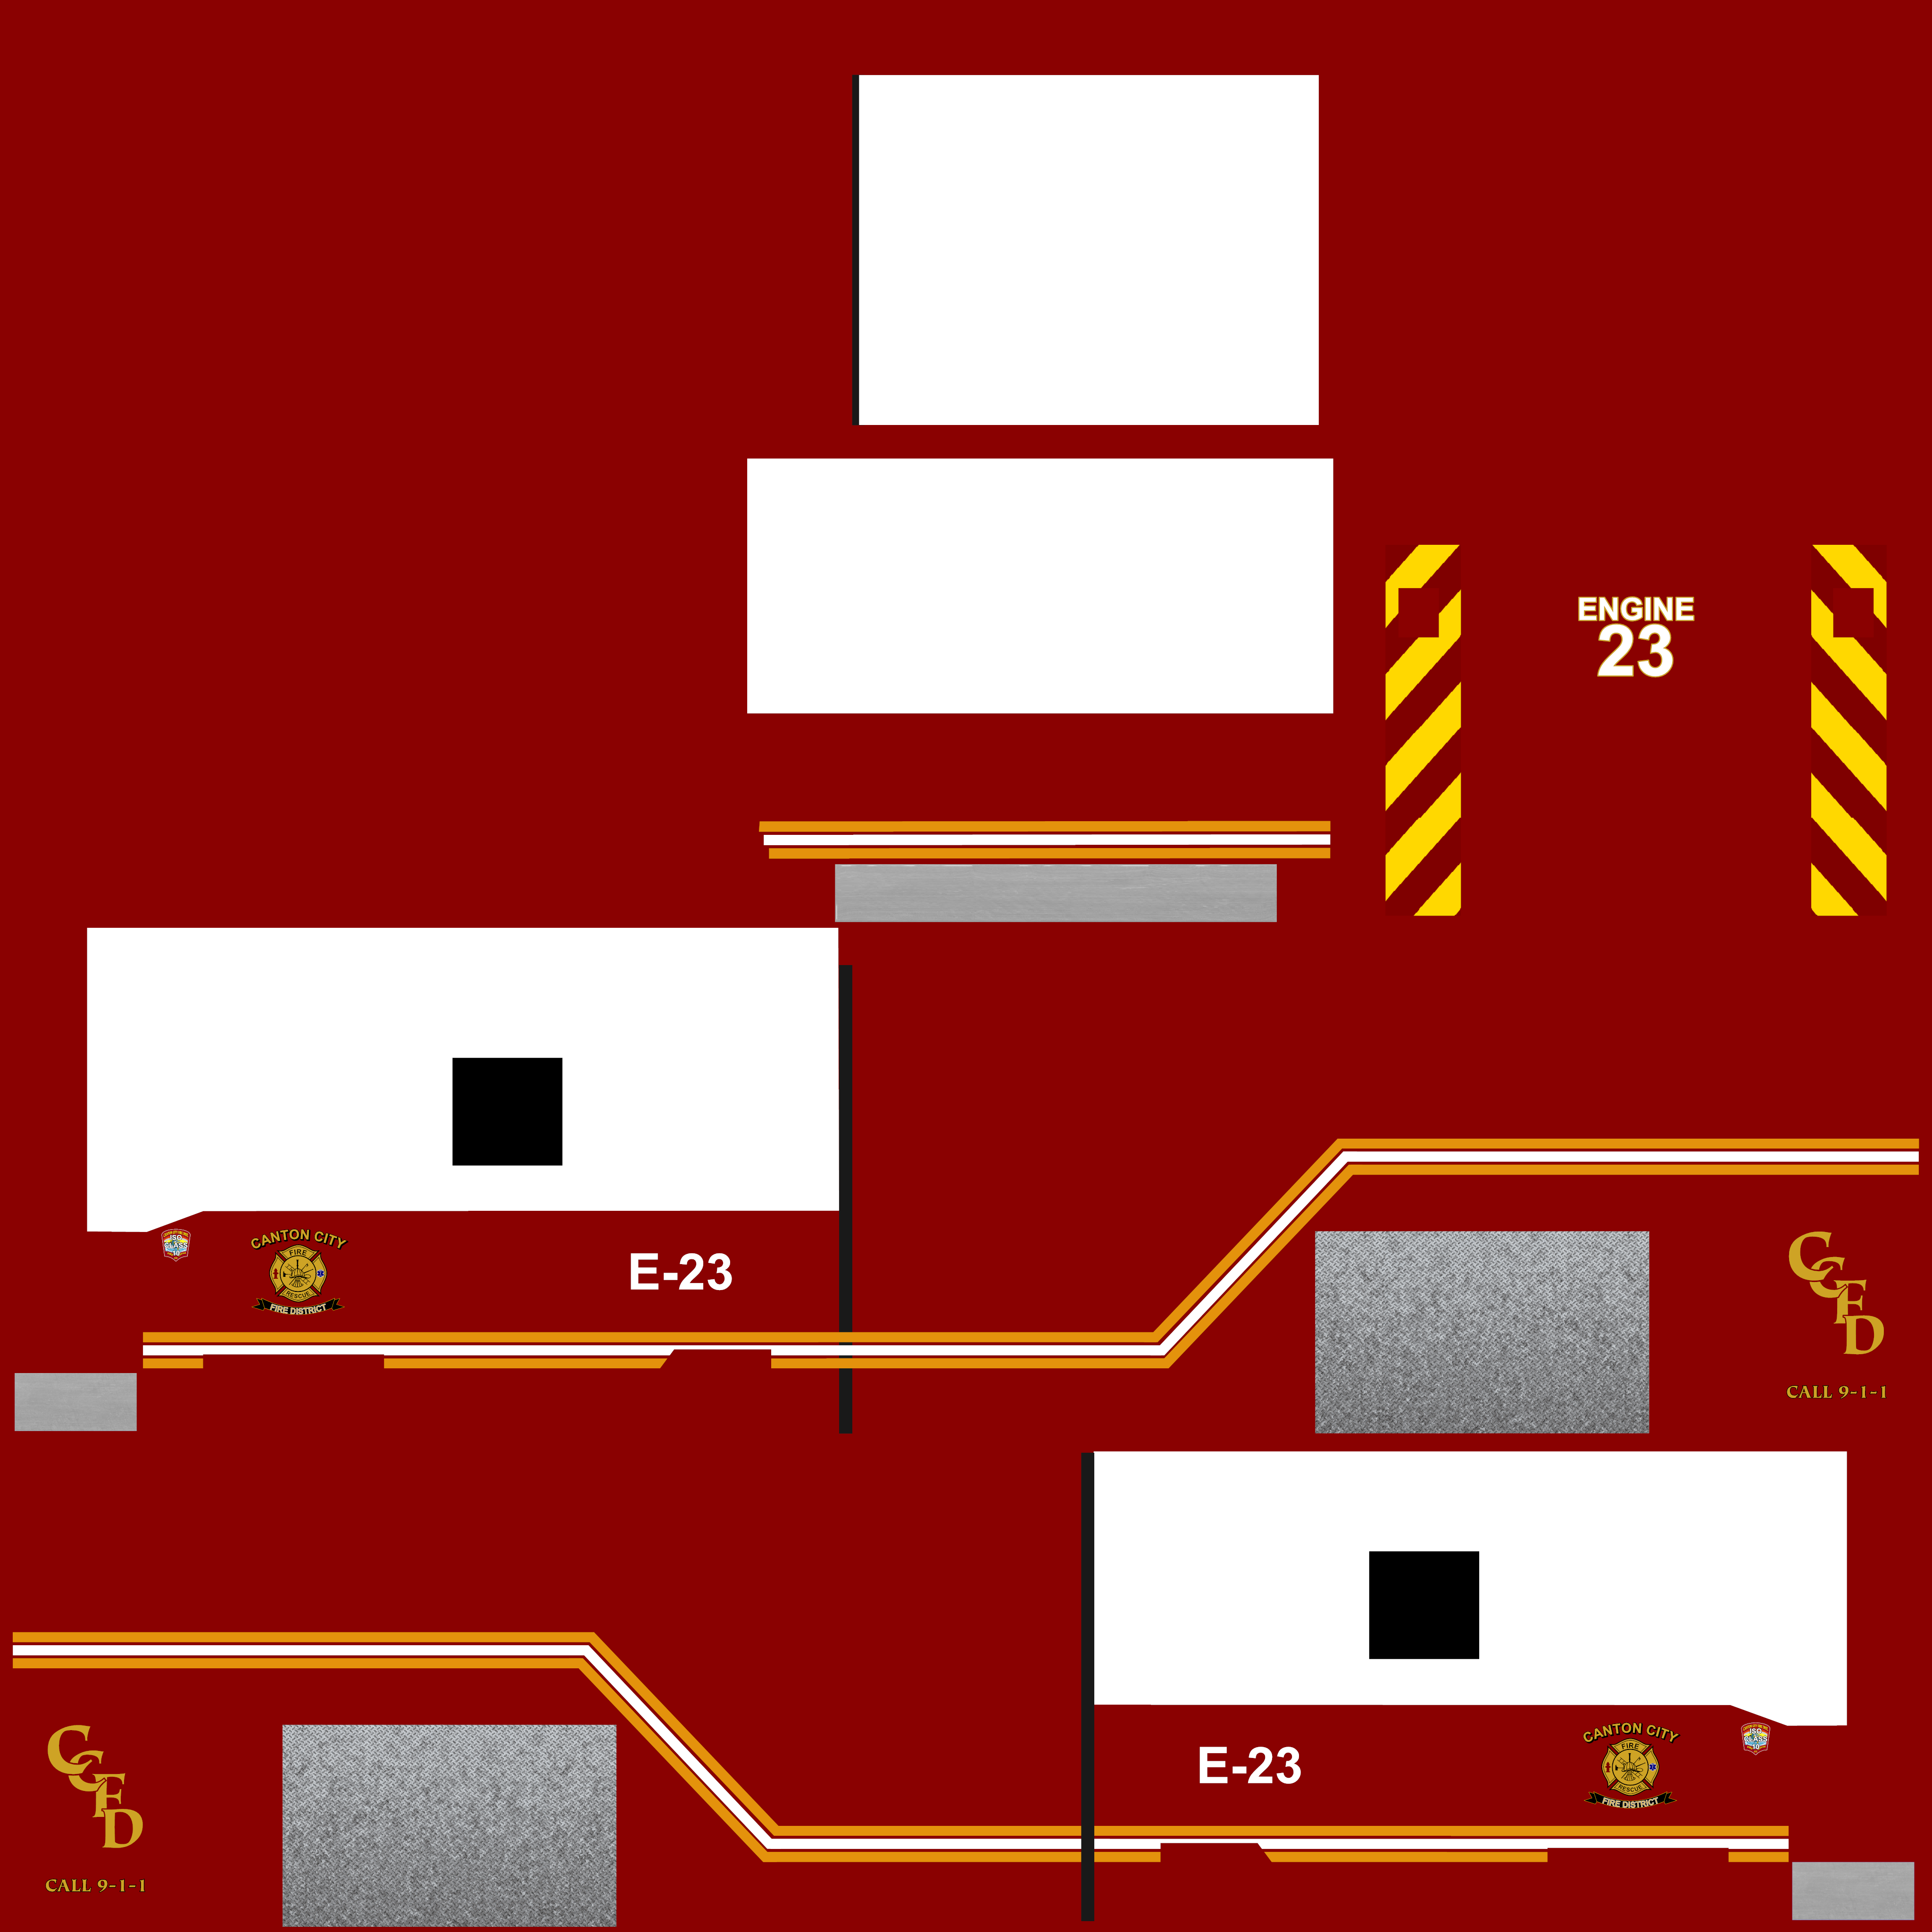 ENGINE
23
ISO
CLASS
10
CANTON CITY
FIRE
RESCUE
FIRE DISTRICT
E-23
CCFD
CALL 9-1-1
E-23
CANTON CITY
FIRE
RESCUE
FIRE DISTRICT
ISO
CLASS
10
CCFD
CALL 9-1-1